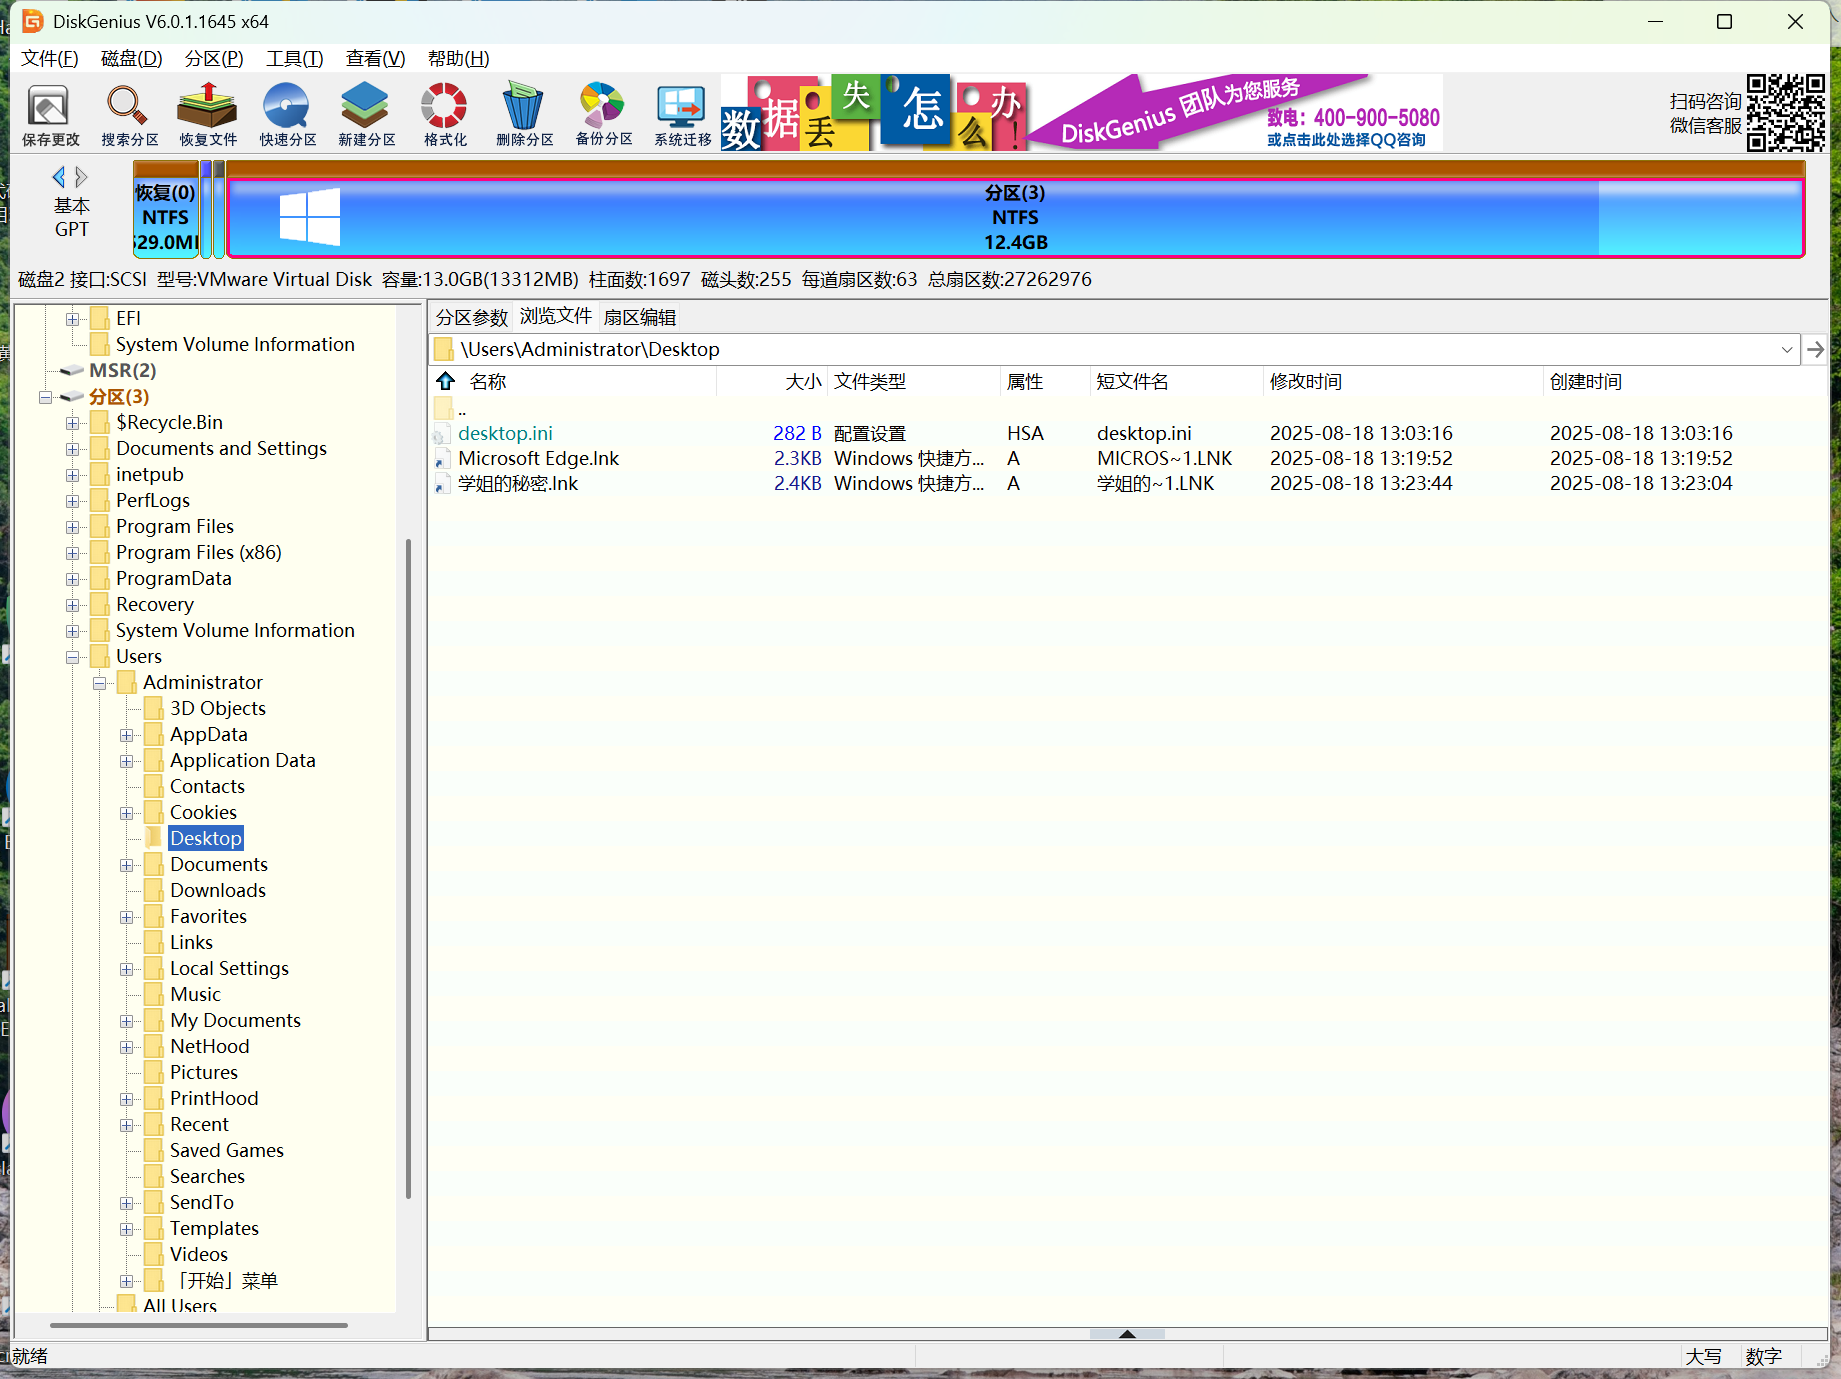 DiskGenius V6.0.1.1645 x64
文件(F) 磁盘(D) 分区(P) 工具(T) 查看(V) 帮助(H)
保存更改 搜索分区 恢复文件 快速分区 新建分区 格式化 删除分区 备份分区 系统迁移
数据丢失怎么办!
DiskGenius 团队为您服务
致电：400-900-5080
或点击此处选择QQ咨询
扫码咨询
微信客服
基本
GPT
恢复(0)
NTFS
529.0MI
分区(3)
NTFS
12.4GB
磁盘2 接口:SCSI 型号:VMware Virtual Disk 容量:13.0GB(13312MB) 柱面数:1697 磁头数:255 每道扇区数:63 总扇区数:27262976
EFI
System Volume Information
MSR(2)
分区(3)
$Recycle.Bin
Documents and Settings
inetpub
PerfLogs
Program Files
Program Files (x86)
ProgramData
Recovery
System Volume Information
Users
Administrator
3D Objects
AppData
Application Data
Contacts
Cookies
Desktop
Documents
Downloads
Favorites
Links
Local Settings
Music
My Documents
NetHood
Pictures
PrintHood
Recent
Saved Games
Searches
SendTo
Templates
Videos
「开始」菜单
All Users
分区参数 浏览文件 扇区编辑
\Users\Administrator\Desktop
名称 大小 文件类型 属性 短文件名 修改时间 创建时间
..
desktop.ini 282 B 配置设置 HSA desktop.ini 2025-08-18 13:03:16 2025-08-18 13:03:16
Microsoft Edge.lnk 2.3KB Windows 快捷方... A MICROS~1.LNK 2025-08-18 13:19:52 2025-08-18 13:19:52
学姐的秘密.lnk 2.4KB Windows 快捷方... A 学姐的~1.LNK 2025-08-18 13:23:44 2025-08-18 13:23:04
就绪
大写 数字